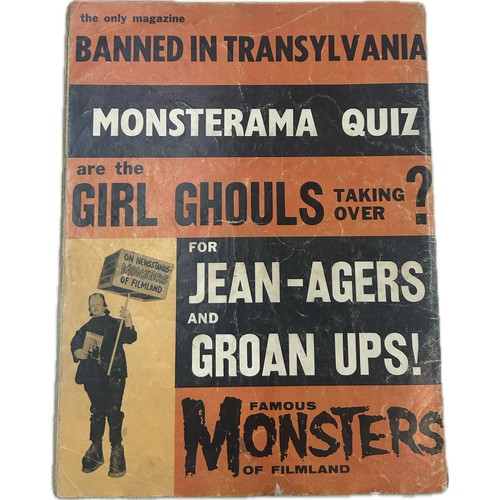 the only magazine
BANNED IN TRANSYLVANIA
MONSTERAMA QUIZ
are the
GIRL GHOULS TAKING OVER?
FOR
JEAN-AGERS
AND
GROAN UPS!
ON NEWSSTANDS-
MONSTERS
OF FILMLAND
FAMOUS
MONSTERS
OF FILMLAND